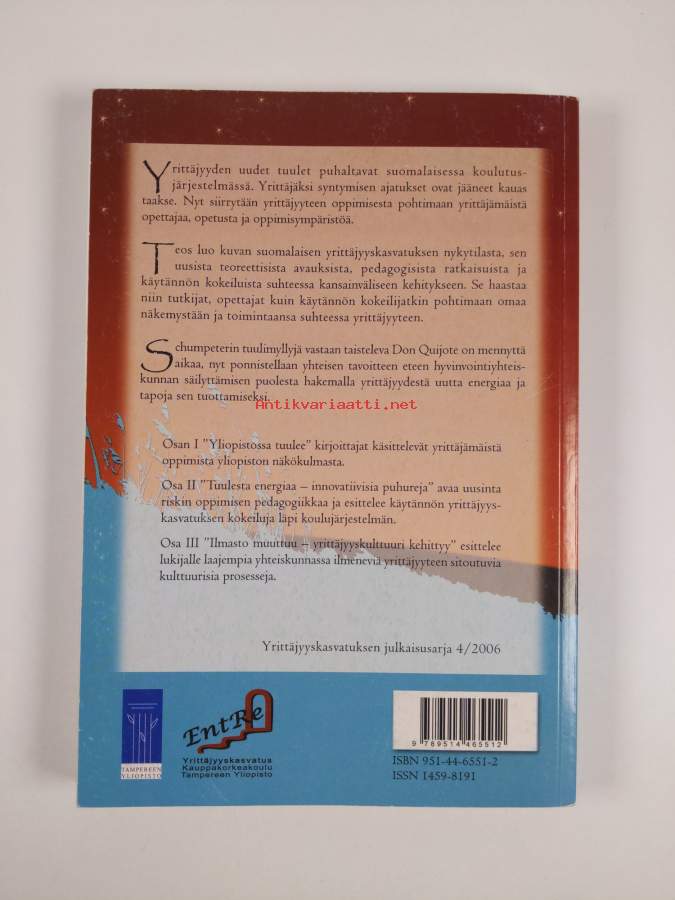 Yrittäjyyden uudet tuulet puhaltavat suomalaisessa koulutus-
järjestelmässä. Yrittäjäksi syntymisen ajatukset ovat jääneet kauas
taakse. Nyt siirrytään yrittäjyyteen oppimisesta pohtimaan yrittäjämäistä
opettajaa, opetusta ja oppimisympäristöä.
Teos luo kuvan suomalaisen yrittäjyyskasvatuksen nykytilasta, sen
uusista teoreettisista avauksista, pedagogisista ratkaisuista ja
käytännön kokeiluista suhteessa kansainväliseen kehitykseen. Se haastaa
niin tutkijat, opettajat kuin käytännön kokeilijatkin pohtimaan omaa
näkemystään ja toimintaansa suhteessa yrittäjyyteen.
Schumpeterin tuulimyllyjä vastaan taisteleva Don Quijote on mennyttä
aikaa, nyt ponnistellaan yhteisen tavoitteen eteen hyvinvointiyhteis-
kunnan säilyttämisen puolesta hakemalla yrittäjyydestä uutta energiaa ja
tapoja sen tuottamiseksi.
Antikvariaatti.net
Osan I ”Yliopistossa tuulee” kirjoittajat käsittelevät yrittäjämäistä
oppimista yliopiston näkökulmasta.
Osa II ”Tuulesta energiaa – innovatiivisia puhureja” avaa uusinta
riskin oppimisen pedagogiikkaa ja esittelee käytännön yrittäjyys-
kasvatuksen kokeiluja läpi koulujärjestelmän.
Osa III ”Ilmasto muuttuu – yrittäjyyskulttuuri kehittyy” esittelee
lukijalle laajempia yhteiskunnassa ilmeneviä yrittäjyyteen sitoutuvia
kulttuurisia prosesseja.
Yrittäjyyskasvatuksen julkaisusarja 4/2006
TAMPEREEN
YLIOPISTO
EntRe
Yrittäjyyskasvatus
Kauppakorkeakoulu
Tampereen Yliopisto
9 789514 465512
ISBN 951-44-6551-2
ISSN 1459-8191